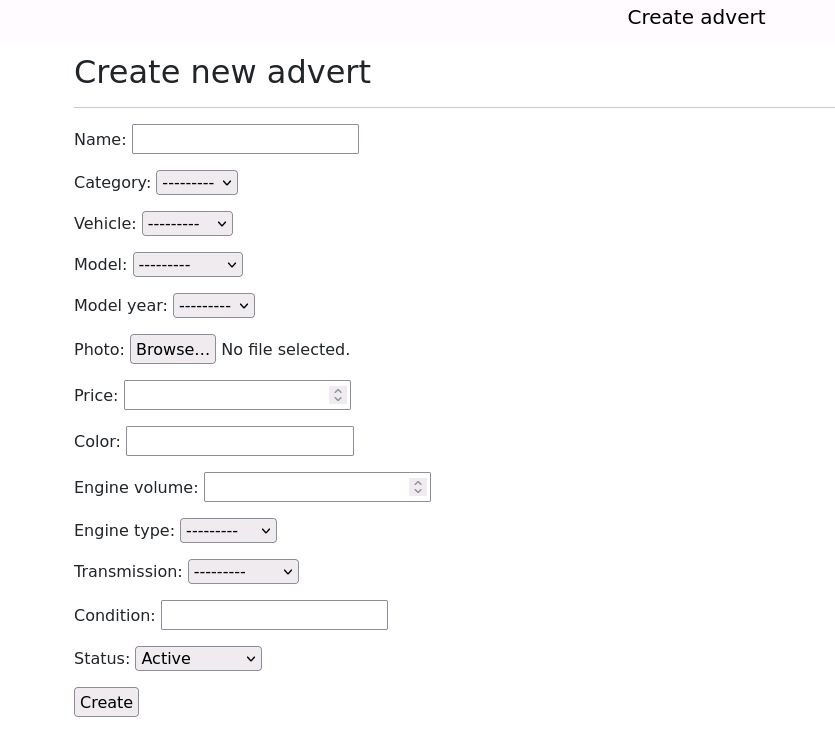 Create advert
Create new advert
Name:
Category: ---------
Vehicle: ---------
Model: ---------
Model year: ---------
Photo: Browse... No file selected.
Price:
Color:
Engine volume:
Engine type: ---------
Transmission: ---------
Condition:
Status: Active
Create